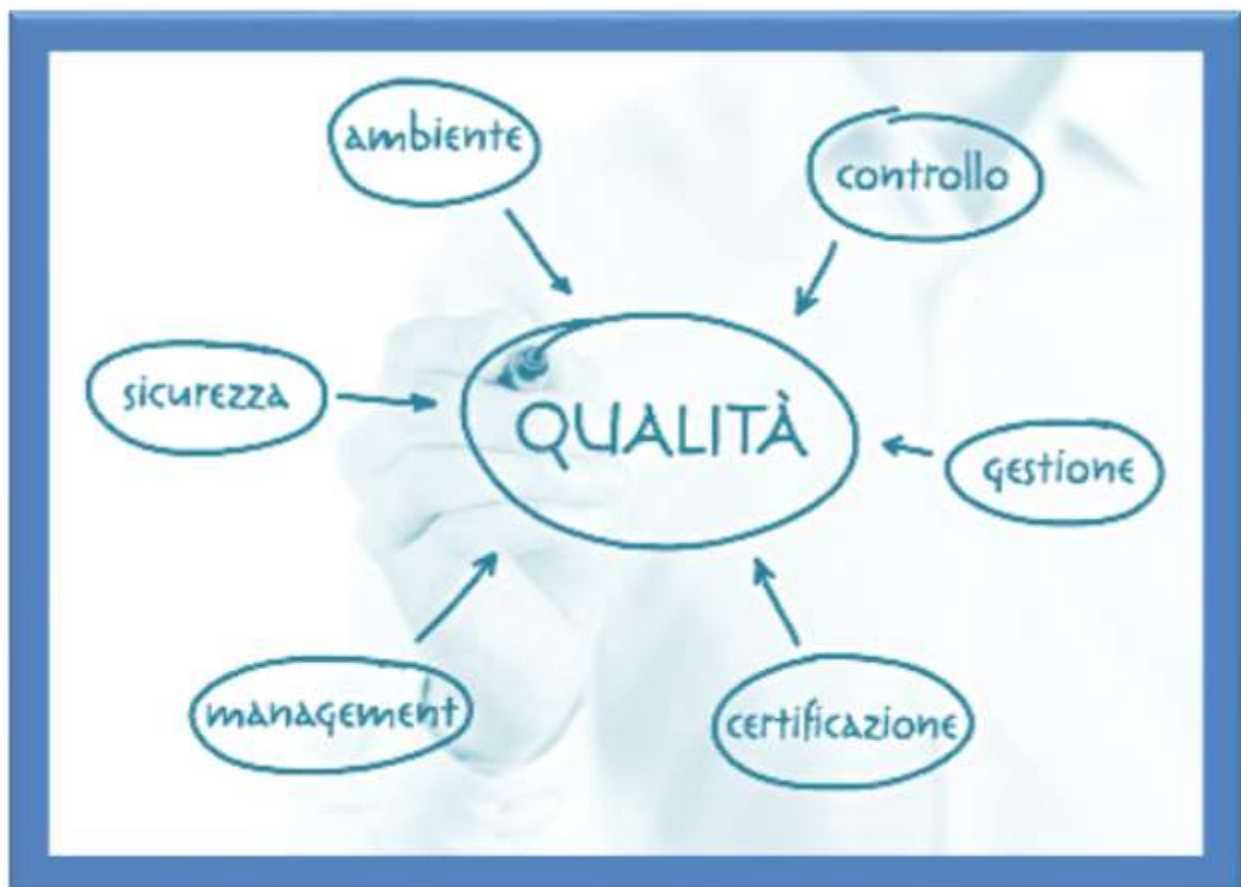 ambiente
controllo
sicurezza
QUALITÀ
gestione
management
certificazione